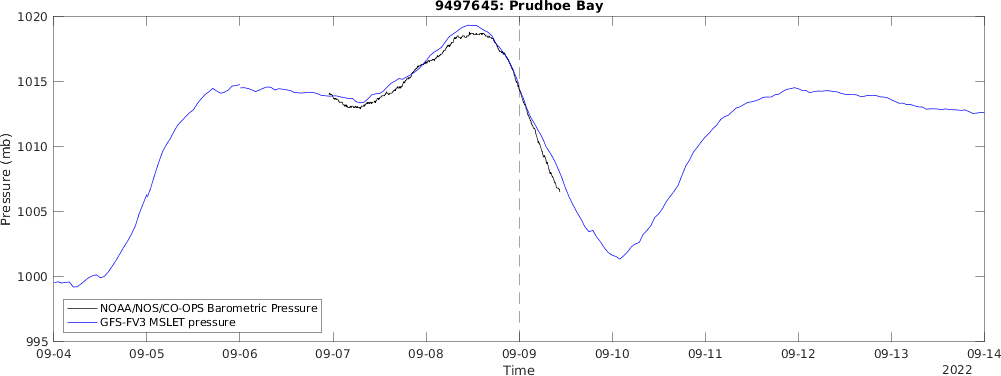 9497645: Prudhoe Bay
1020
1015
1010
1005
1000
995
Pressure (mb)
NOAA/NOS/CO-OPS Barometric Pressure
GFS-FV3 MSLET pressure
09-04 09-05 09-06 09-07 09-08 09-09 09-10 09-11 09-12 09-13 09-14
Time
2022